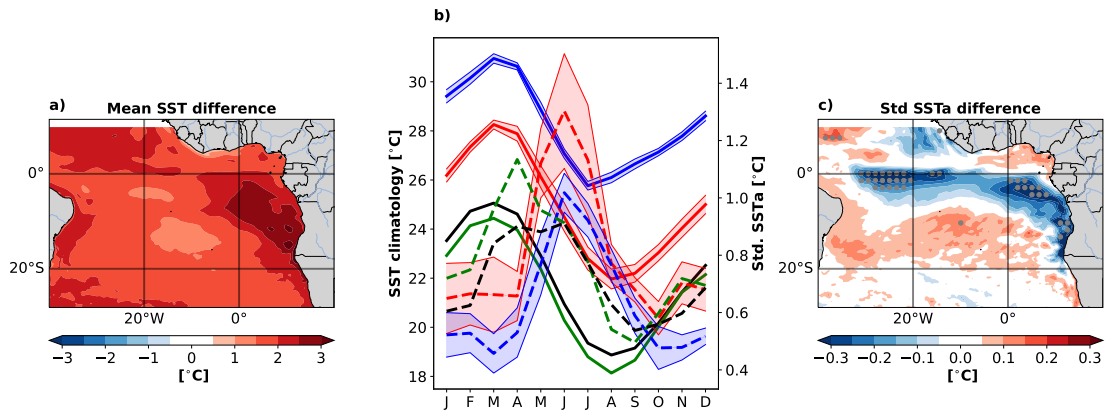 a)
Mean SST difference
0°
20°S
20°W
0°
−3
−2
−1
0
1
2
3
[°C]
b)
SST climatology [°C]
30
28
26
24
22
20
18
J F M A M J J A S O N D
1.4
1.2
1.0
0.8
0.6
0.4
Std. SSTa [°C]
c)
Std SSTa difference
0°
20°S
20°W
0°
−0.3
−0.2
−0.1
0.0
0.1
0.2
0.3
[°C]